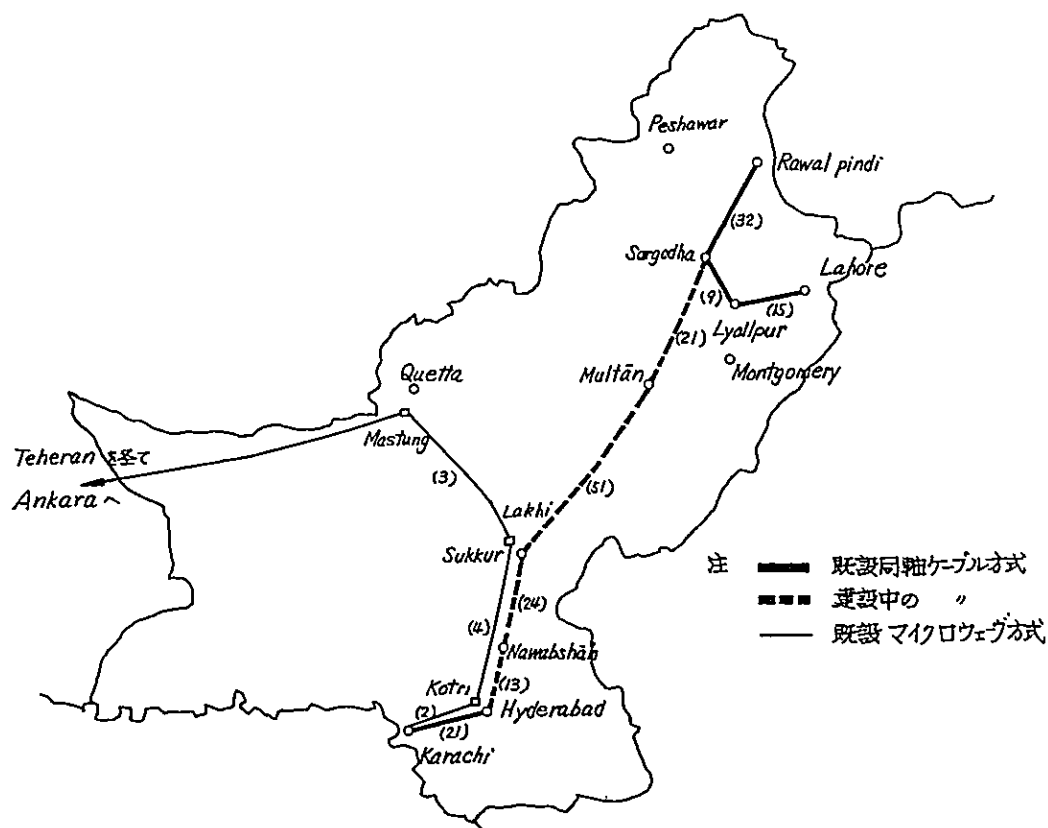 Peshawar
Rawal pindi
(32)
Sargodha
Lahore
(9)
(15)
Lyallpur
(21)
Montgomery
Multān
Quetta
Mastung
Teheran を経て
Ankara へ
(3)
(51)
Lakhi
Sukkur
(24)
(4)
Nawabshāh
(13)
Kotri
(2)
Hyderabad
(21)
Karachi
注
既設同軸ケーブル方式
建設中の 〃
既設マイクロウェーヴ方式